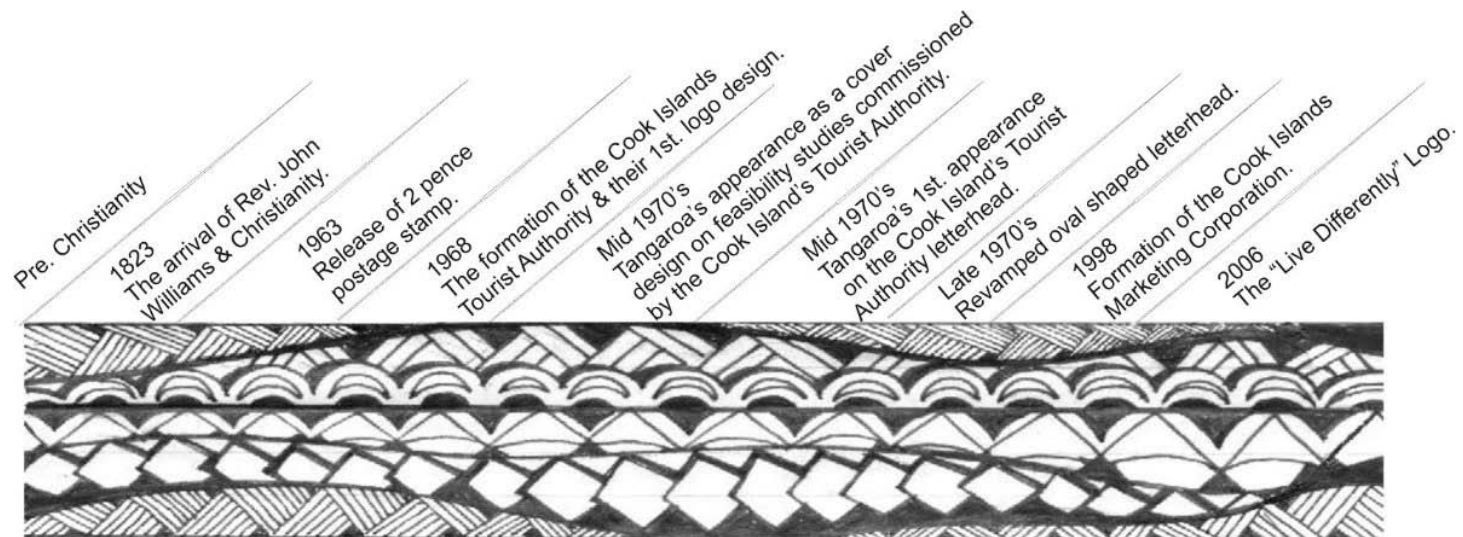 Pre. Christianity
1823
The arrival of Rev. John
Williams & Christianity.
1963
Release of 2 pence
postage stamp.
1968
The formation of the Cook Islands
Tourist Authority & their 1st. logo design.
Mid 1970's
Tangaroa's appearance as a cover
design on feasibility studies commissioned
by the Cook Island's Tourist Authority.
Mid 1970's
Tangaroa's 1st. appearance
on the Cook Island's Tourist
Authority letterhead.
Late 1970's
Revamped oval shaped letterhead.
1998
Formation of the Cook Islands
Marketing Corporation.
2006
The “Live Differently” Logo.